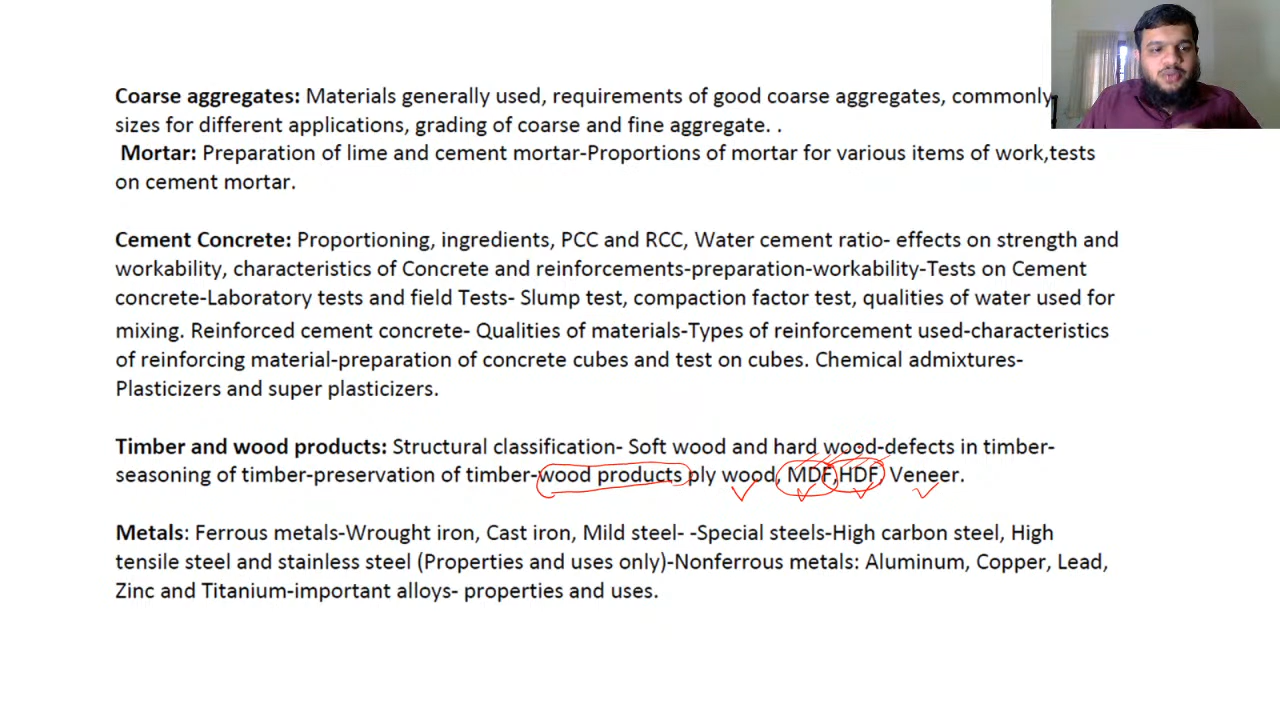 Coarse aggregates: Materials generally used, requirements of good coarse aggregates, commonly
sizes for different applications, grading of coarse and fine aggregate. .
Mortar: Preparation of lime and cement mortar-Proportions of mortar for various items of work,tests
on cement mortar.
Cement Concrete: Proportioning, ingredients, PCC and RCC, Water cement ratio- effects on strength and
workability, characteristics of Concrete and reinforcements-preparation-workability-Tests on Cement
concrete-Laboratory tests and field Tests- Slump test, compaction factor test, qualities of water used for
mixing. Reinforced cement concrete- Qualities of materials-Types of reinforcement used-characteristics
of reinforcing material-preparation of concrete cubes and test on cubes. Chemical admixtures-
Plasticizers and super plasticizers.
Timber and wood products: Structural classification- Soft wood and hard wood-defects in timber-
seasoning of timber-preservation of timber-wood products ply wood, MDF,HDF, Veneer.
Metals: Ferrous metals-Wrought iron, Cast iron, Mild steel- -Special steels-High carbon steel, High
tensile steel and stainless steel (Properties and uses only)-Nonferrous metals: Aluminum, Copper, Lead,
Zinc and Titanium-important alloys- properties and uses.